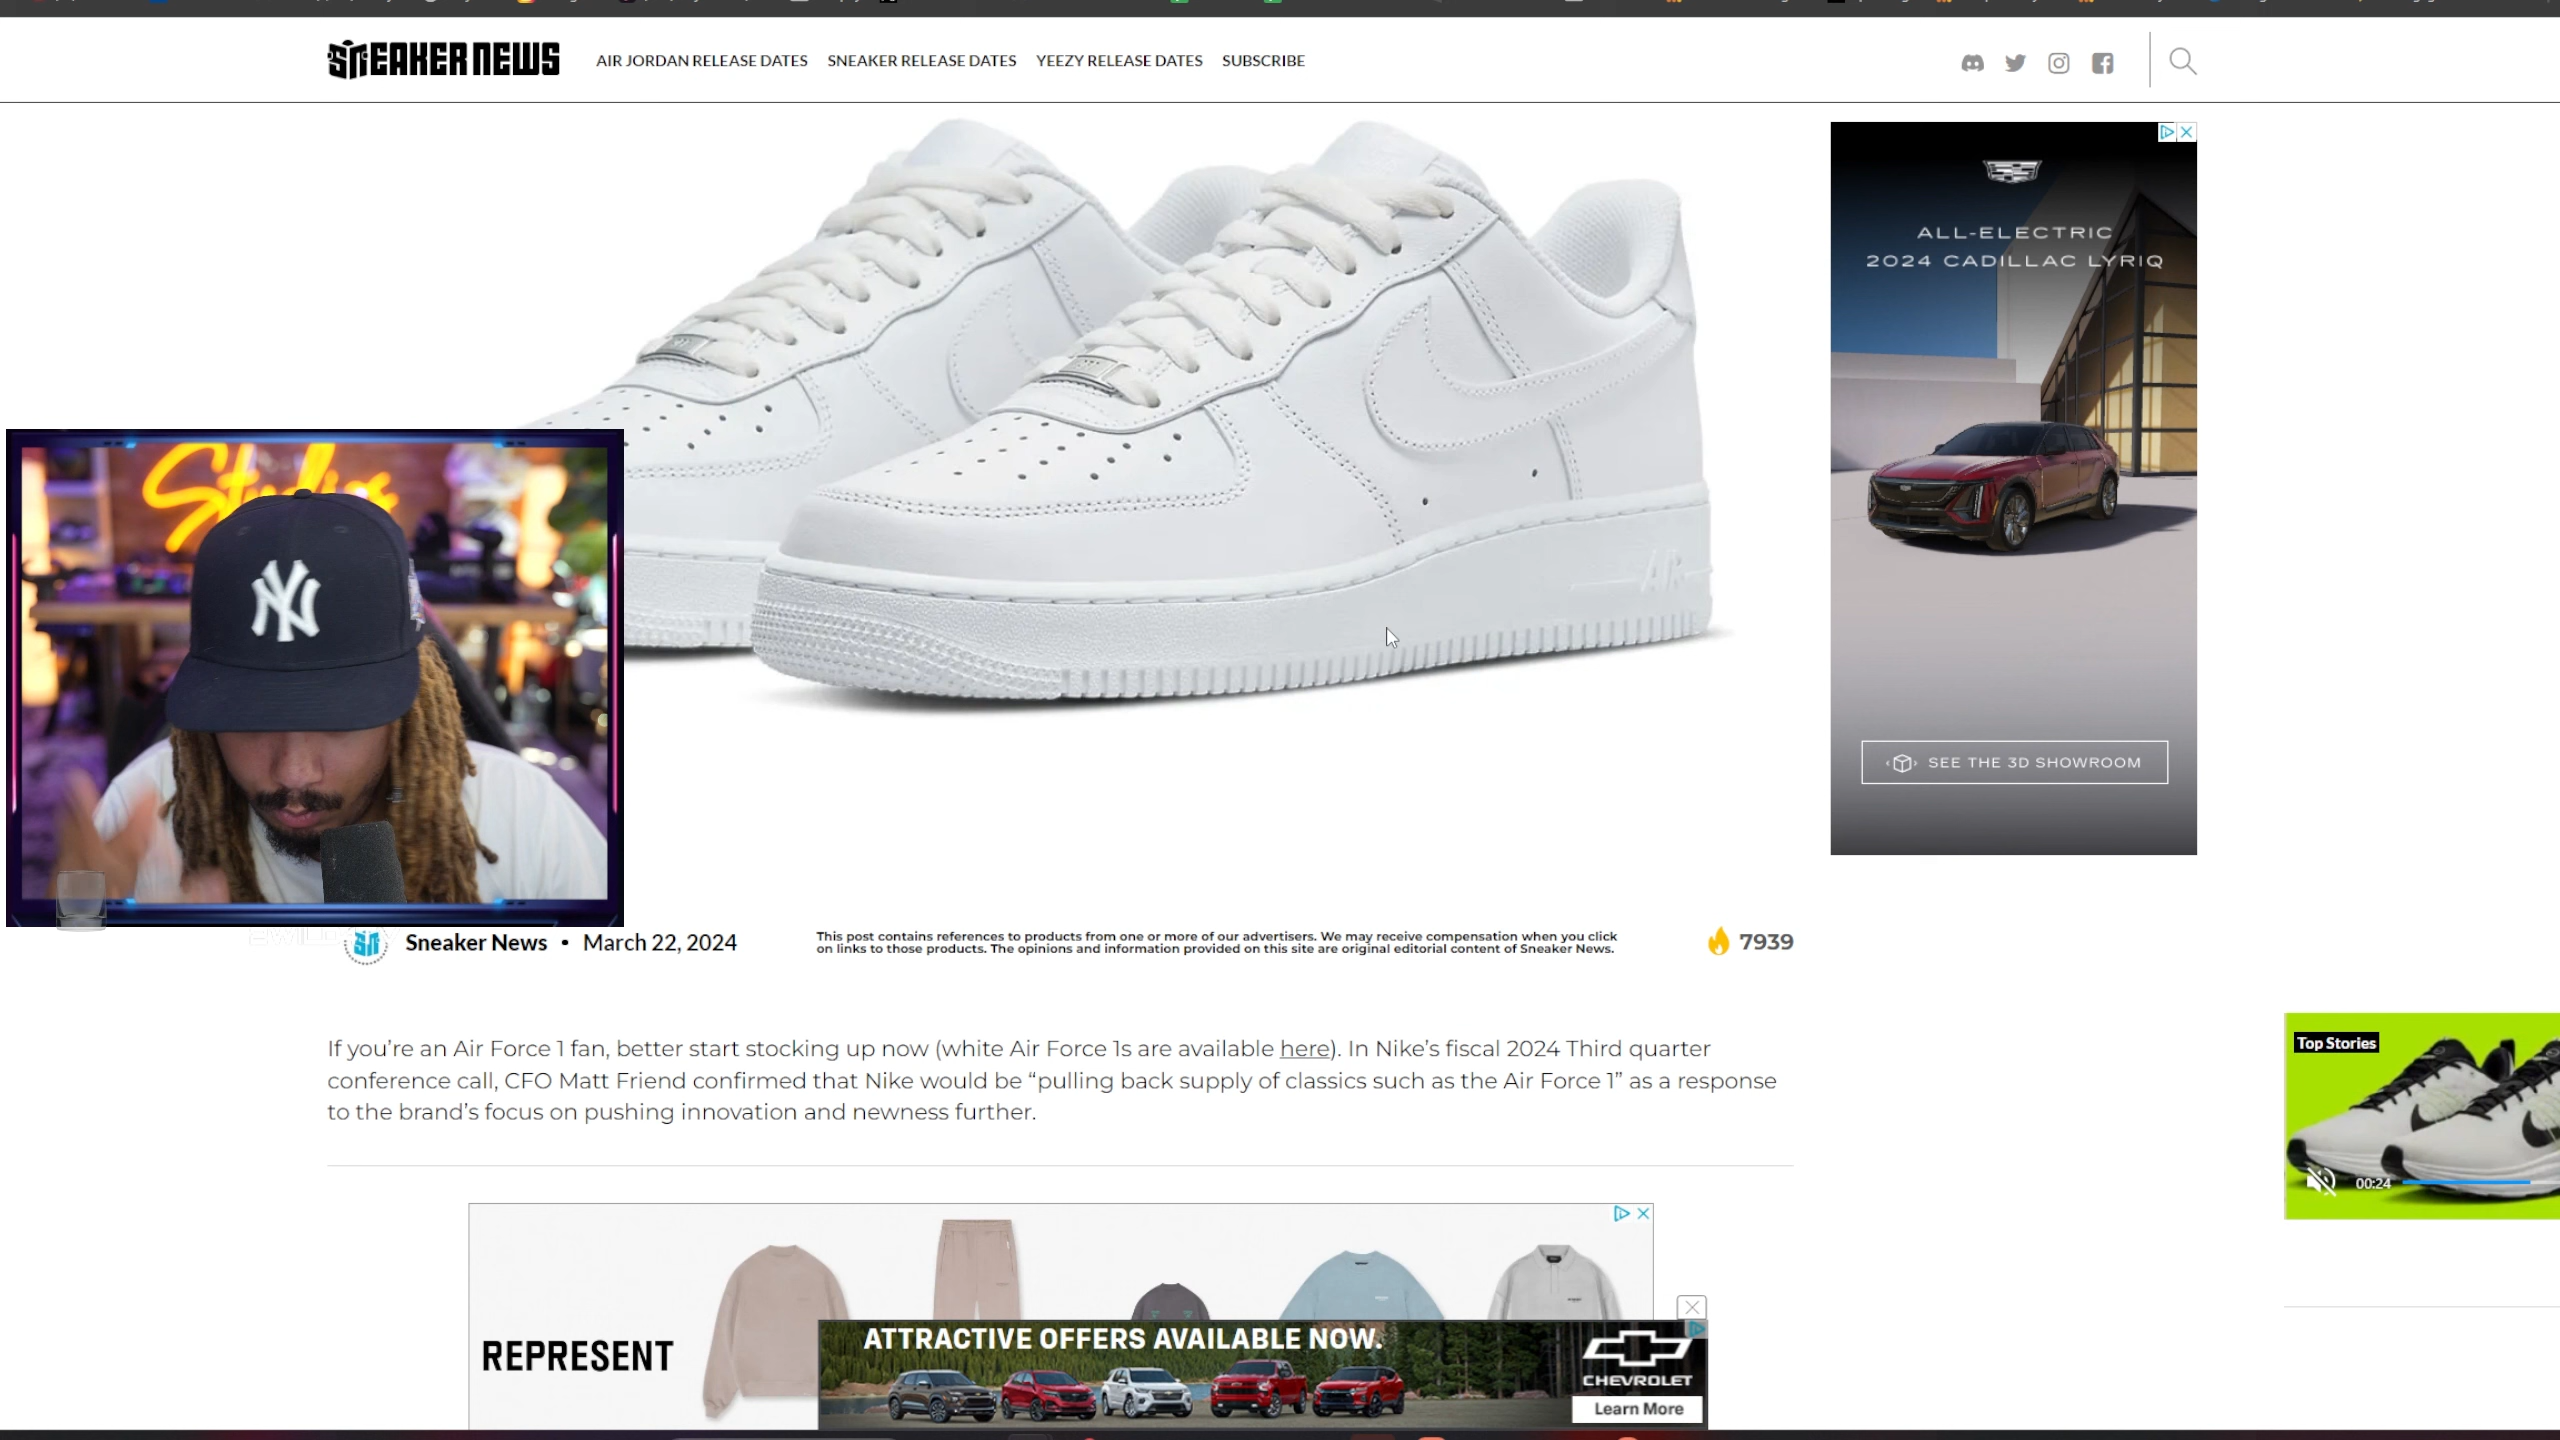 SNEAKER NEWS AIR JORDAN RELEASE DATES SNEAKER RELEASE DATES YEEZY RELEASE DATES SUBSCRIBE
ALL-ELECTRIC
2024 CADILLAC LYRIQ
AIR
Studios
NY
SEE THE 3D SHOWROOM
SN Sneaker News • March 22, 2024
This post contains references to products from one or more of our advertisers. We may receive compensation when you click
on links to those products. The opinions and information provided on this site are original editorial content of Sneaker News.
7939
If you’re an Air Force 1 fan, better start stocking up now (white Air Force 1s are available here). In Nike’s fiscal 2024 Third quarter
conference call, CFO Matt Friend confirmed that Nike would be “pulling back supply of classics such as the Air Force 1” as a response
to the brand’s focus on pushing innovation and newness further.
Top Stories
00:24
REPRESENT
ATTRACTIVE OFFERS AVAILABLE NOW.
CHEVROLET
Learn More